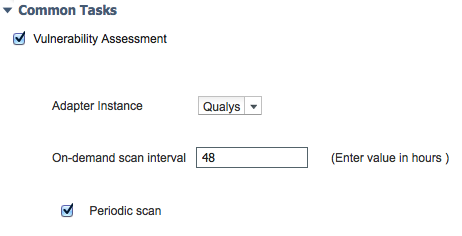 Common Tasks
Vulnerability Assessment
Adapter Instance Qualys
On-demand scan interval 48 (Enter value in hours )
Periodic scan